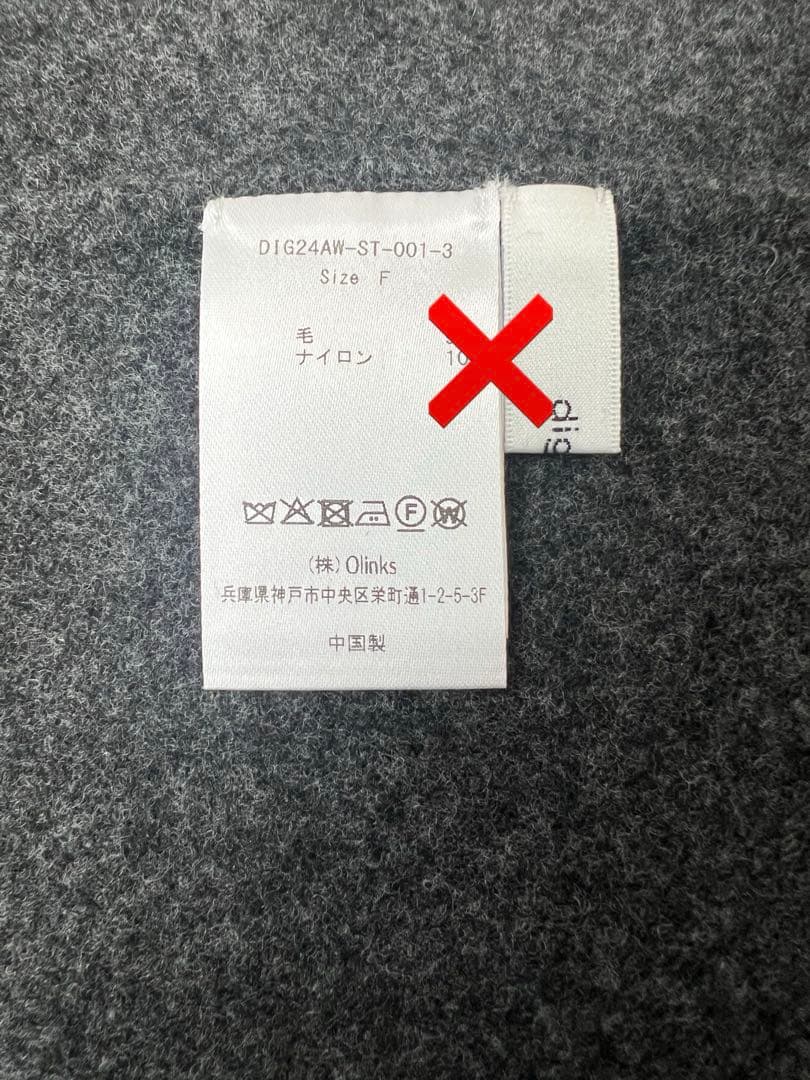 DIG24AW-ST-001-3
Size F
毛
ナイロン 10
F
W
(株)Olinks
兵庫県神戸市中央区栄町通1-2-5-3F
中国製